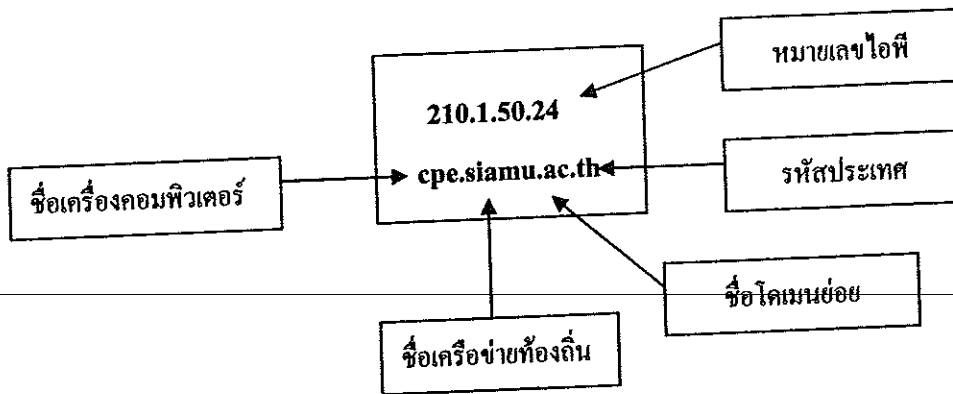 หมายเลขไอพี
210.1.50.24
cpe.siamu.ac.th
รหัสประเทศ
ชื่อเครื่องคอมพิวเตอร์
ชื่อโดเมนย่อย
ชื่อเครือข่ายท้องถิ่น